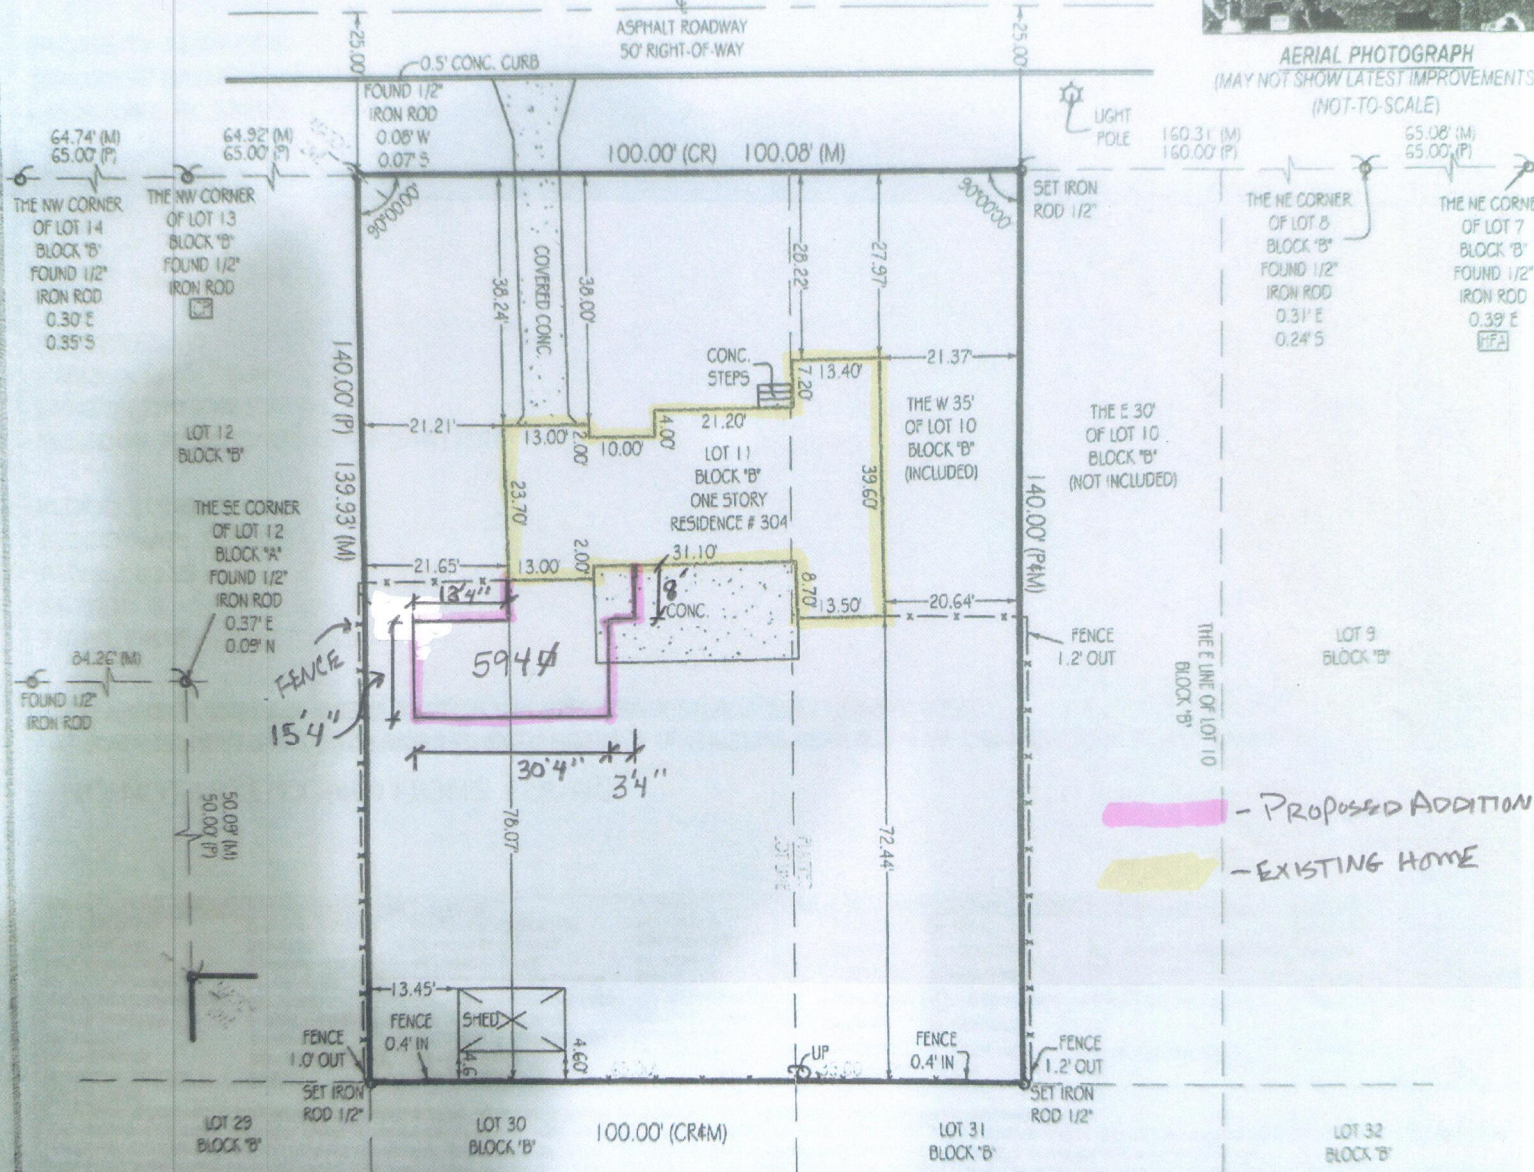 ASPHALT ROADWAY
50' RIGHT-OF-WAY
25.00'
25.00'
0.5' CONC. CURB
FOUND 1/2"
IRON ROD
0.08' W
0.07' S
AERIAL PHOTOGRAPH
(MAY NOT SHOW LATEST IMPROVEMENTS
(NOT-TO-SCALE)
LIGHT
POLE
64.74' (M)
65.00' (P)
64.92' (M)
65.00' (P)
100.00' (CR) 100.08' (M)
160.31' (M)
160.00' (P)
65.08' (M)
65.00' (P)
THE NW CORNER
OF LOT 14
BLOCK "B"
FOUND 1/2"
IRON ROD
0.30' E
0.35' S
THE NW CORNER
OF LOT 13
BLOCK "B"
FOUND 1/2"
IRON ROD
90°00'00"
90°00'00"
SET IRON
ROD 1/2"
THE NE CORNER
OF LOT 8
BLOCK "B"
FOUND 1/2"
IRON ROD
0.31' E
0.24' S
THE NE CORNE
OF LOT 7
BLOCK "B"
FOUND 1/2"
IRON ROD
0.39' E
HFA
COVERED CONC.
38.24'
38.00'
28.22'
27.97'
140.00' (P) 139.93' (M)
CONC.
STEPS
13.40'
7.20'
21.37'
LOT 12
BLOCK "B"
21.21'
13.00'
2.00'
10.00'
4.00'
21.20'
THE W 35'
OF LOT 10
BLOCK "B"
(INCLUDED)
THE E 30'
OF LOT 10
BLOCK "B"
(NOT INCLUDED)
LOT 11
BLOCK "B"
ONE STORY
RESIDENCE # 304
23.70'
39.60'
140.00' (P&M)
THE SE CORNER
OF LOT 12
BLOCK "A"
FOUND 1/2"
IRON ROD
0.37' E
0.09' N
21.65'
13.00'
2.00'
31.10'
8.70'
13.50'
20.64'
13'4"
8'
CONC.
FENCE
1.2' OUT
LOT 9
BLOCK "B"
THE E LINE OF LOT 10
BLOCK "B"
84.26' (M)
FOUND 1/2"
IRON ROD
FENCE
594
15'4"
30'4"
3'4"
50.09' (M)
50.00' (P)
78.07'
72.44'
PLATTED
LOT LINE
- PROPOSED ADDITION
- EXISTING HOME
13.45'
SHED
4.6
4.60'
FENCE
0.4' IN
FENCE
1.0' OUT
UP
FENCE
0.4' IN
FENCE
1.2' OUT
SET IRON
ROD 1/2"
SET IRON
ROD 1/2"
LOT 29
BLOCK "B"
LOT 30
BLOCK "B"
100.00' (CR&M)
LOT 31
BLOCK "B"
LOT 32
BLOCK "B"